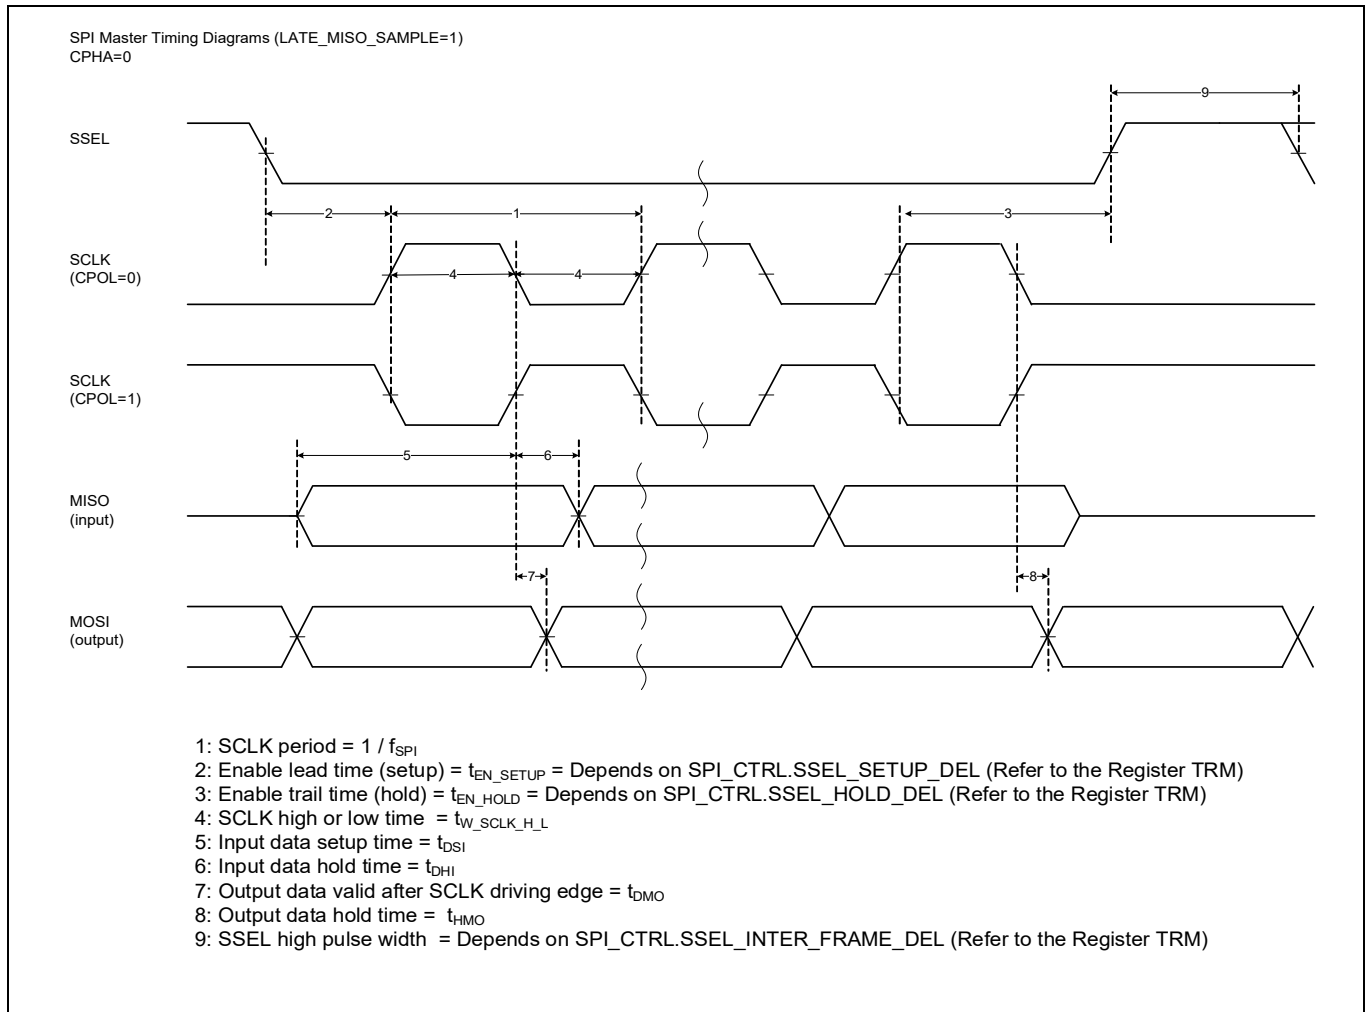 SPI Master Timing Diagrams (LATE_MISO_SAMPLE=1)
CPHA=0
9
SSEL
2
1
3
SCLK
(CPOL=0)
4
4
SCLK
(CPOL=1)
5
6
MISO
(input)
7
8
MOSI
(output)
1: SCLK period = 1 / fSPI
2: Enable lead time (setup) = tEN_SETUP = Depends on SPI_CTRL.SSEL_SETUP_DEL (Refer to the Register TRM)
3: Enable trail time (hold) = tEN_HOLD = Depends on SPI_CTRL.SSEL_HOLD_DEL (Refer to the Register TRM)
4: SCLK high or low time = tW_SCLK_H_L
5: Input data setup time = tDSI
6: Input data hold time = tDHI
7: Output data valid after SCLK driving edge = tDMO
8: Output data hold time = tHMO
9: SSEL high pulse width = Depends on SPI_CTRL.SSEL_INTER_FRAME_DEL (Refer to the Register TRM)